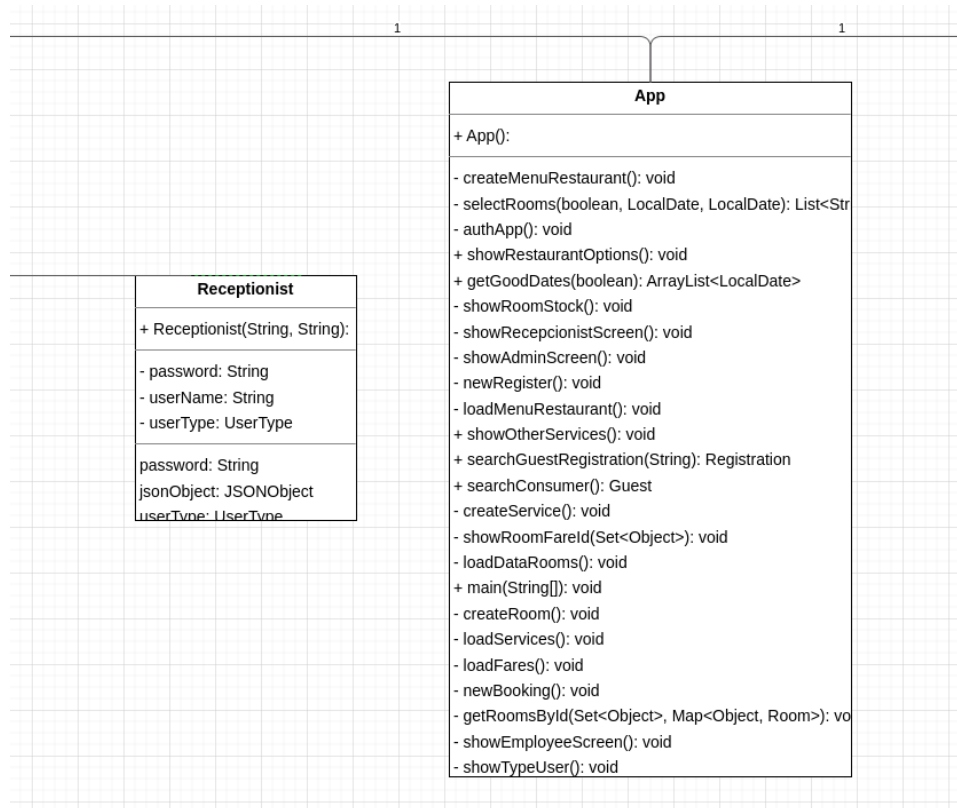 1
1
App
+ App():
- createMenuRestaurant(): void
- selectRooms(boolean, LocalDate, LocalDate): List<Str
- authApp(): void
+ showRestaurantOptions(): void
+ getGoodDates(boolean): ArrayList<LocalDate>
- showRoomStock(): void
- showRecepcionistScreen(): void
- showAdminScreen(): void
- newRegister(): void
- loadMenuRestaurant(): void
+ showOtherServices(): void
+ searchGuestRegistration(String): Registration
+ searchConsumer(): Guest
- createService(): void
- showRoomFareId(Set<Object>): void
- loadDataRooms(): void
+ main(String[]): void
- createRoom(): void
- loadServices(): void
- loadFares(): void
- newBooking(): void
- getRoomsById(Set<Object>, Map<Object, Room>): vo
- showEmployeeScreen(): void
- showTypeUser(): void
Receptionist
+ Receptionist(String, String):
- password: String
- userName: String
- userType: UserType
password: String
jsonObject: JSONObject
userType: UserType